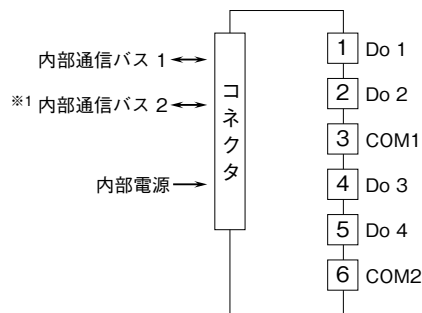 内部通信バス 1
※1 内部通信バス 2
内部電源
コネクタ
1 Do 1
2 Do 2
3 COM1
4 Do 3
5 Do 4
6 COM2